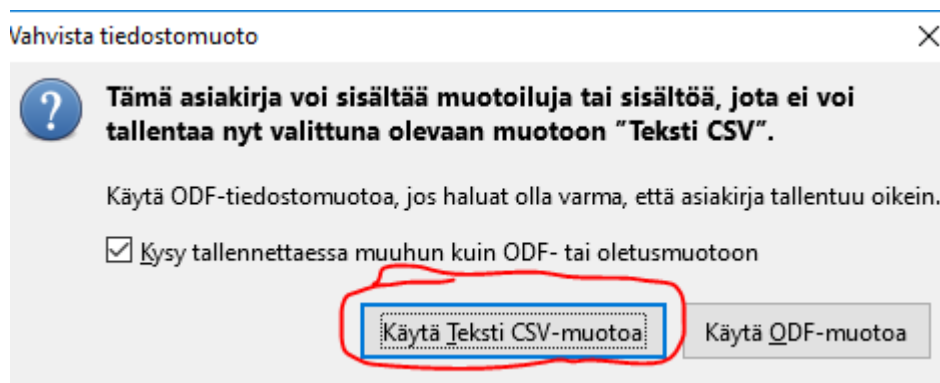 Vahvista tiedostomuoto
Tämä asiakirja voi sisältää muotoiluja tai sisältöä, jota ei voi
tallentaa nyt valittuna olevaan muotoon "Teksti CSV".
Käytä ODF-tiedostomuotoa, jos haluat olla varma, että asiakirja tallentuu oikein.
Kysy tallennettaessa muuhun kuin ODF- tai oletusmuotoon
Käytä Teksti CSV-muotoa Käytä ODF-muotoa